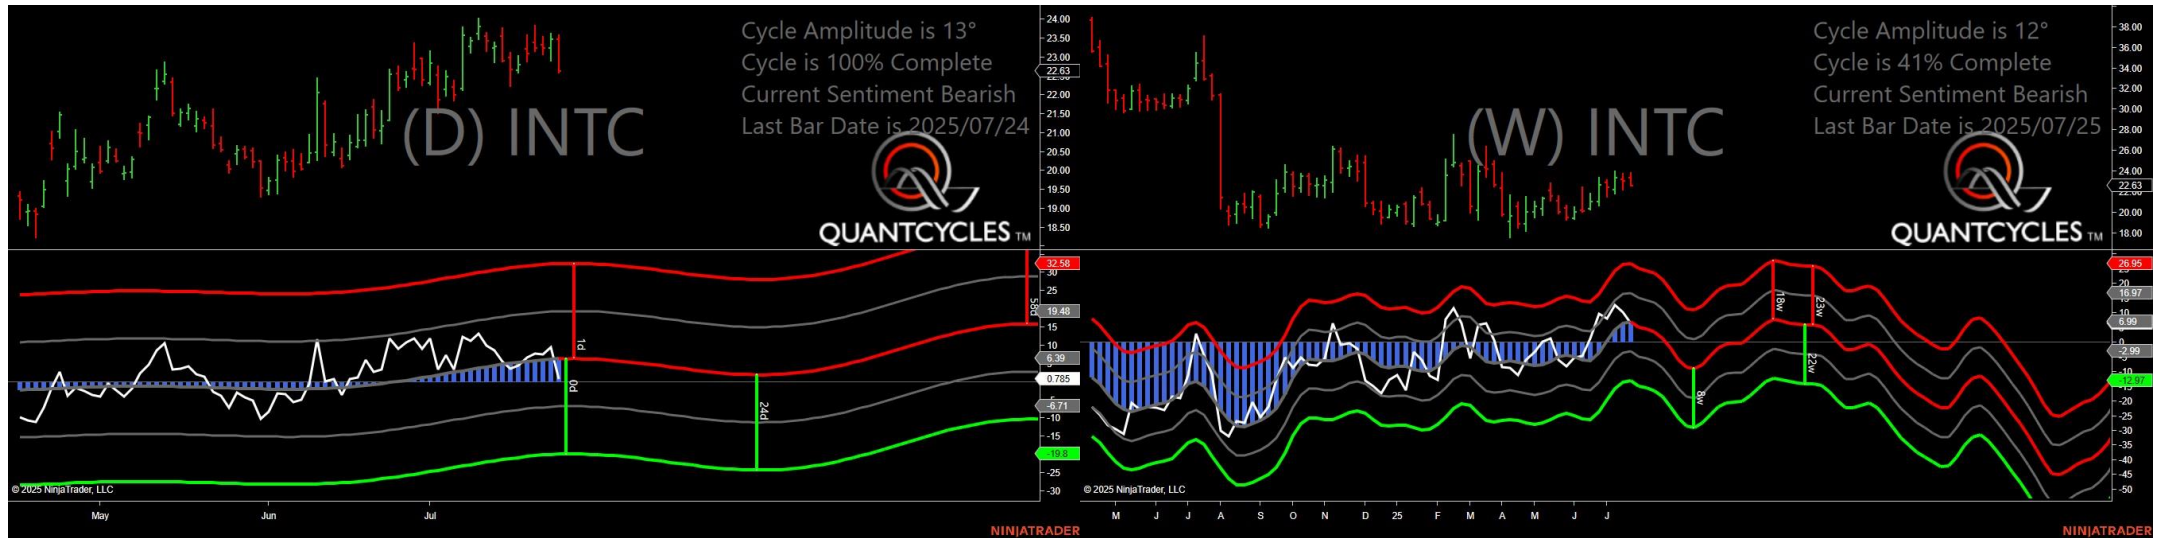 Cycle Amplitude is 13°
Cycle is 100% Complete
Current Sentiment Bearish
Last Bar Date is 2025/07/24
(D) INTC
QUANTCYCLES TM
24.00
23.50
23.00
22.63
22.00
21.50
21.00
20.50
20.00
19.50
19.00
18.50
32.58
30
25
19.48
15
10
6.39
0.785
-6.71
-10
-15
-19.8
-25
-30
1d
0d
24d
58d
© 2025 NinjaTrader, LLC
May
Jun
Jul
NINJATRADER
Cycle Amplitude is 12°
Cycle is 41% Complete
Current Sentiment Bearish
Last Bar Date is 2025/07/25
(W) INTC
QUANTCYCLES TM
38.00
36.00
34.00
32.00
30.00
28.00
26.00
24.00
22.63
20.00
18.00
26.95
16.97
6.99
0
-2.99
-12.97
-20
-25
-30
-35
-40
-45
-50
8w
18w
23w
22w
© 2025 NinjaTrader, LLC
M
J
J
A
S
O
N
D
25
F
M
A
M
J
J
NINJATRADER